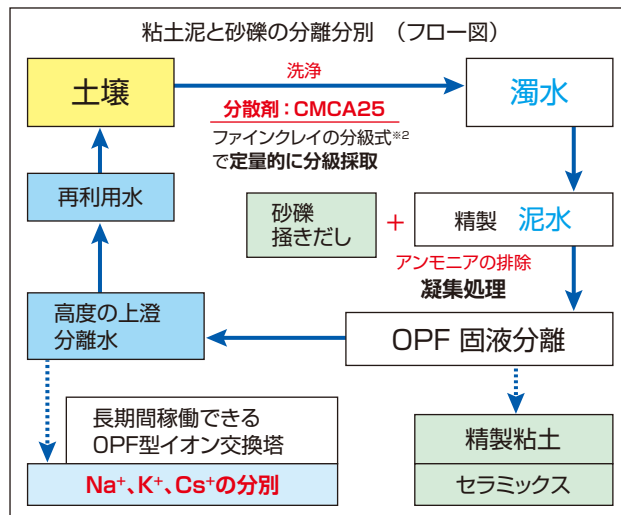 粘土泥と砂礫の分離分別 （フロー図）
土壌
洗浄
濁水
分散剤：CMCA25
ファインクレイの分級式※2
で定量的に分級採取
再利用水
砂礫
掻きだし
+
精製 泥水
アンモニアの排除
凝集処理
高度の上澄
分離水
OPF 固液分離
長期間稼働できる
OPF型イオン交換塔
Na⁺、K⁺、Cs⁺の分別
精製粘土
セラミックス